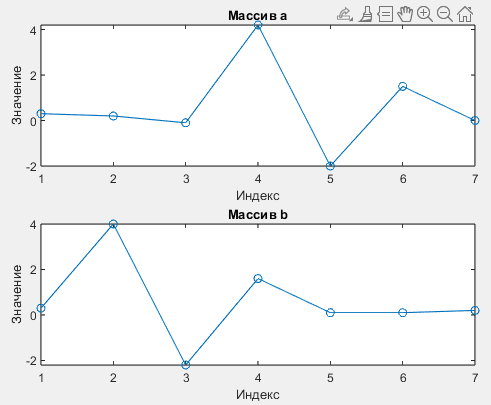 Массив a
4
2
0
-2
Значение
1 2 3 4 5 6 7
Индекс
Массив b
4
2
0
-2
Значение
1 2 3 4 5 6 7
Индекс